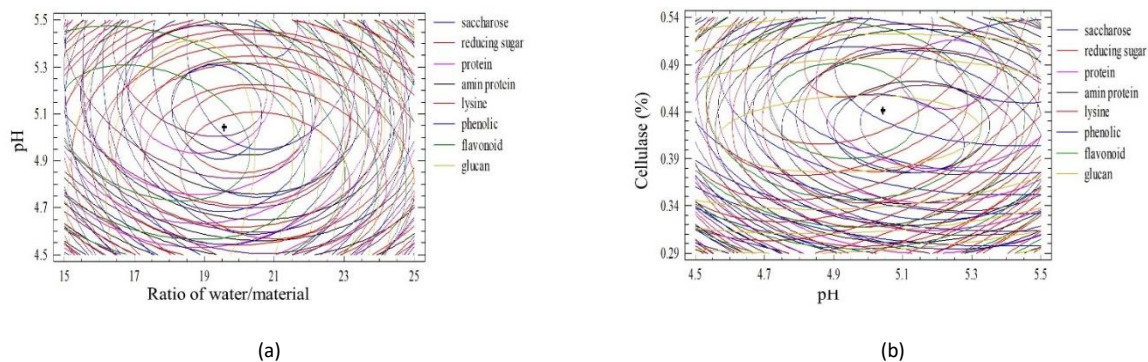 5.5
5.3
5.1
4.9
4.7
4.5
pH
15
17
19
21
23
25
Ratio of water/material
saccharose
reducing sugar
protein
amin protein
lysine
phenolic
flavonoid
glucan
(a)
0.54
0.49
0.44
0.39
0.34
0.29
Cellulase (%)
4.5
4.7
4.9
5.1
5.3
5.5
pH
saccharose
reducing sugar
protein
amin protein
lysine
phenolic
flavonoid
glucan
(b)